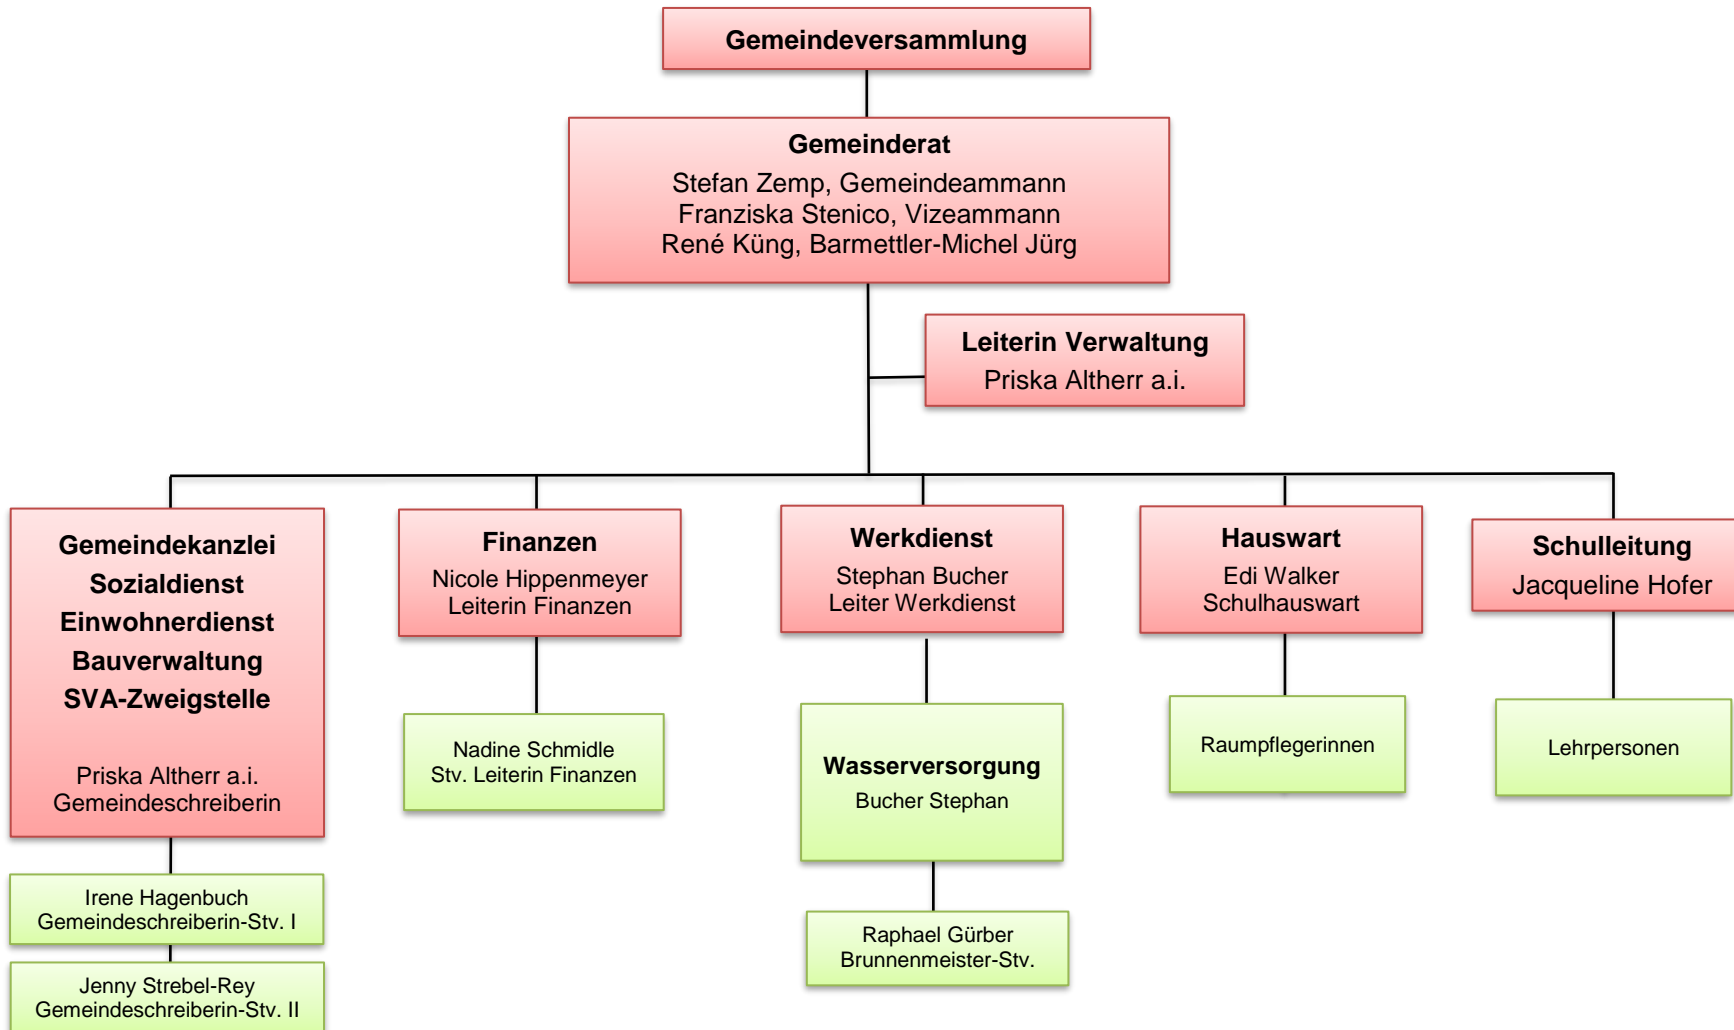 Gemeindeversammlung
Gemeinderat
Stefan Zemp, Gemeindeammann
Franziska Stenico, Vizeammann
René Küng, Barmettler-Michel Jürg
Leiterin Verwaltung
Priska Altherr a.i.
Gemeindekanzlei
Sozialdienst
Einwohnerdienst
Bauverwaltung
SVA-Zweigstelle
Priska Altherr a.i.
Gemeindeschreiberin
Irene Hagenbuch
Gemeindeschreiberin-Stv. I
Jenny Strebel-Rey
Gemeindeschreiberin-Stv. II
Finanzen
Nicole Hippenmeyer
Leiterin Finanzen
Nadine Schmidle
Stv. Leiterin Finanzen
Werkdienst
Stephan Bucher
Leiter Werkdienst
Wasserversorgung
Bucher Stephan
Raphael Gürber
Brunnenmeister-Stv.
Hauswart
Edi Walker
Schulhauswart
Raumpflegerinnen
Schulleitung
Jacqueline Hofer
Lehrpersonen